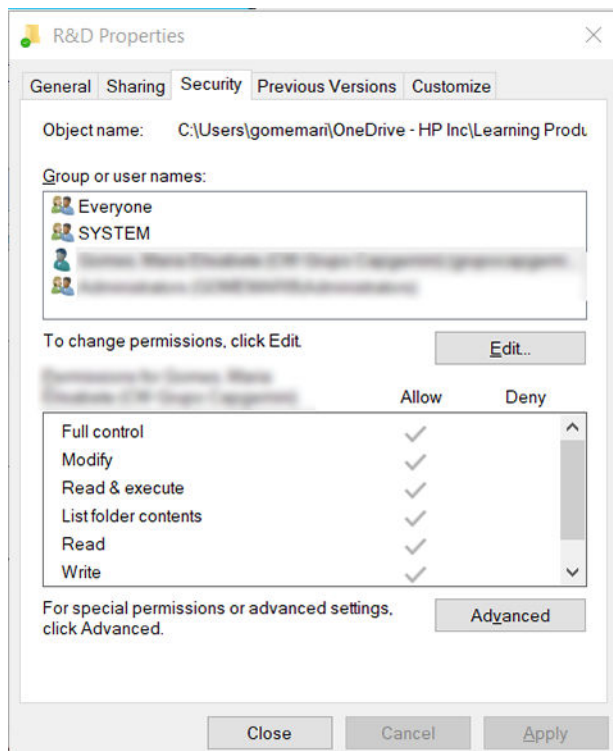 R&D Properties
General Sharing Security Previous Versions Customize
Object name: C:\Users\gomemari\OneDrive - HP Inc\Learning Produ
Group or user names:
Everyone
SYSTEM
To change permissions, click Edit.
Edit...
Allow Deny
Full control
Modify
Read & execute
List folder contents
Read
Write
For special permissions or advanced settings,
click Advanced.
Advanced
Close Cancel Apply